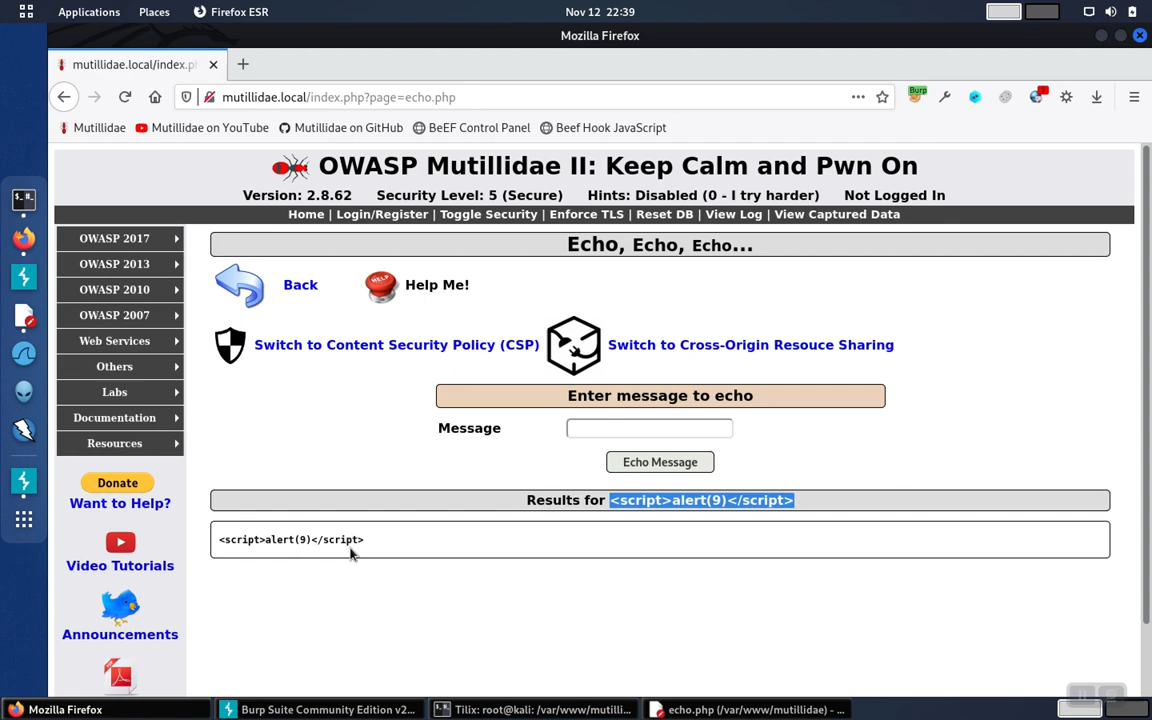 Applications Places Firefox ESR Nov 12 22:39
Mozilla Firefox
mutillidae.local/index.ph
mutillidae.local/index.php?page=echo.php
Burp
Mutillidae Mutillidae on YouTube Mutillidae on GitHub BeEF Control Panel Beef Hook JavaScript
OWASP Mutillidae II: Keep Calm and Pwn On
Version: 2.8.62 Security Level: 5 (Secure) Hints: Disabled (0 - I try harder) Not Logged In
Home | Login/Register | Toggle Security | Enforce TLS | Reset DB | View Log | View Captured Data
OWASP 2017
OWASP 2013
OWASP 2010
OWASP 2007
Web Services
Others
Labs
Documentation
Resources
Donate
Want to Help?
Video Tutorials
Announcements
Echo, Echo, Echo...
Back HELP Help Me!
Switch to Content Security Policy (CSP) Switch to Cross-Origin Resouce Sharing
Enter message to echo
Message
Echo Message
Results for <script>alert(9)</script>
<script>alert(9)</script>
Mozilla Firefox Burp Suite Community Edition v2... Tilix: root@kali: /var/www/mutilli... echo.php (/var/www/mutillidae) - ...